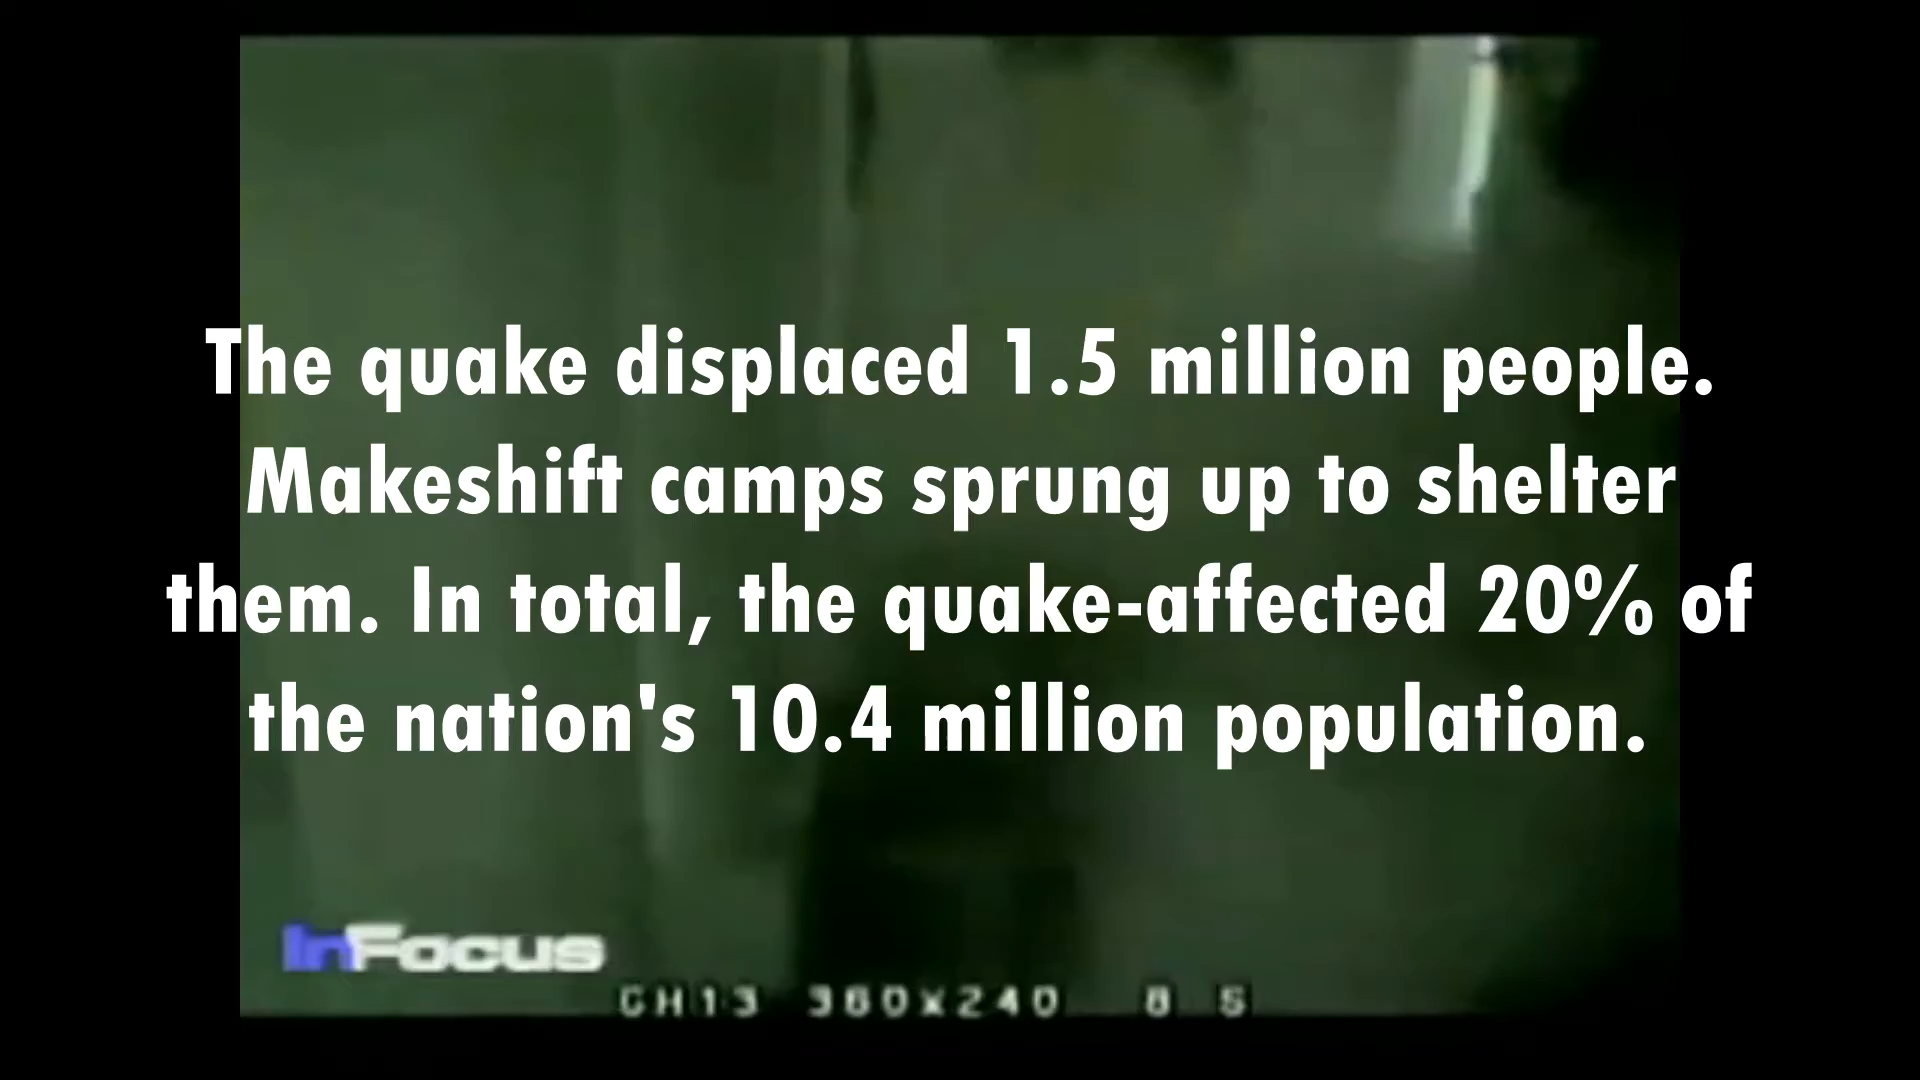 The quake displaced 1.5 million people.
Makeshift camps sprung up to shelter
them. In total, the quake-affected 20% of
the nation's 10.4 million population.
InFocus
CH13 360x240 8 S